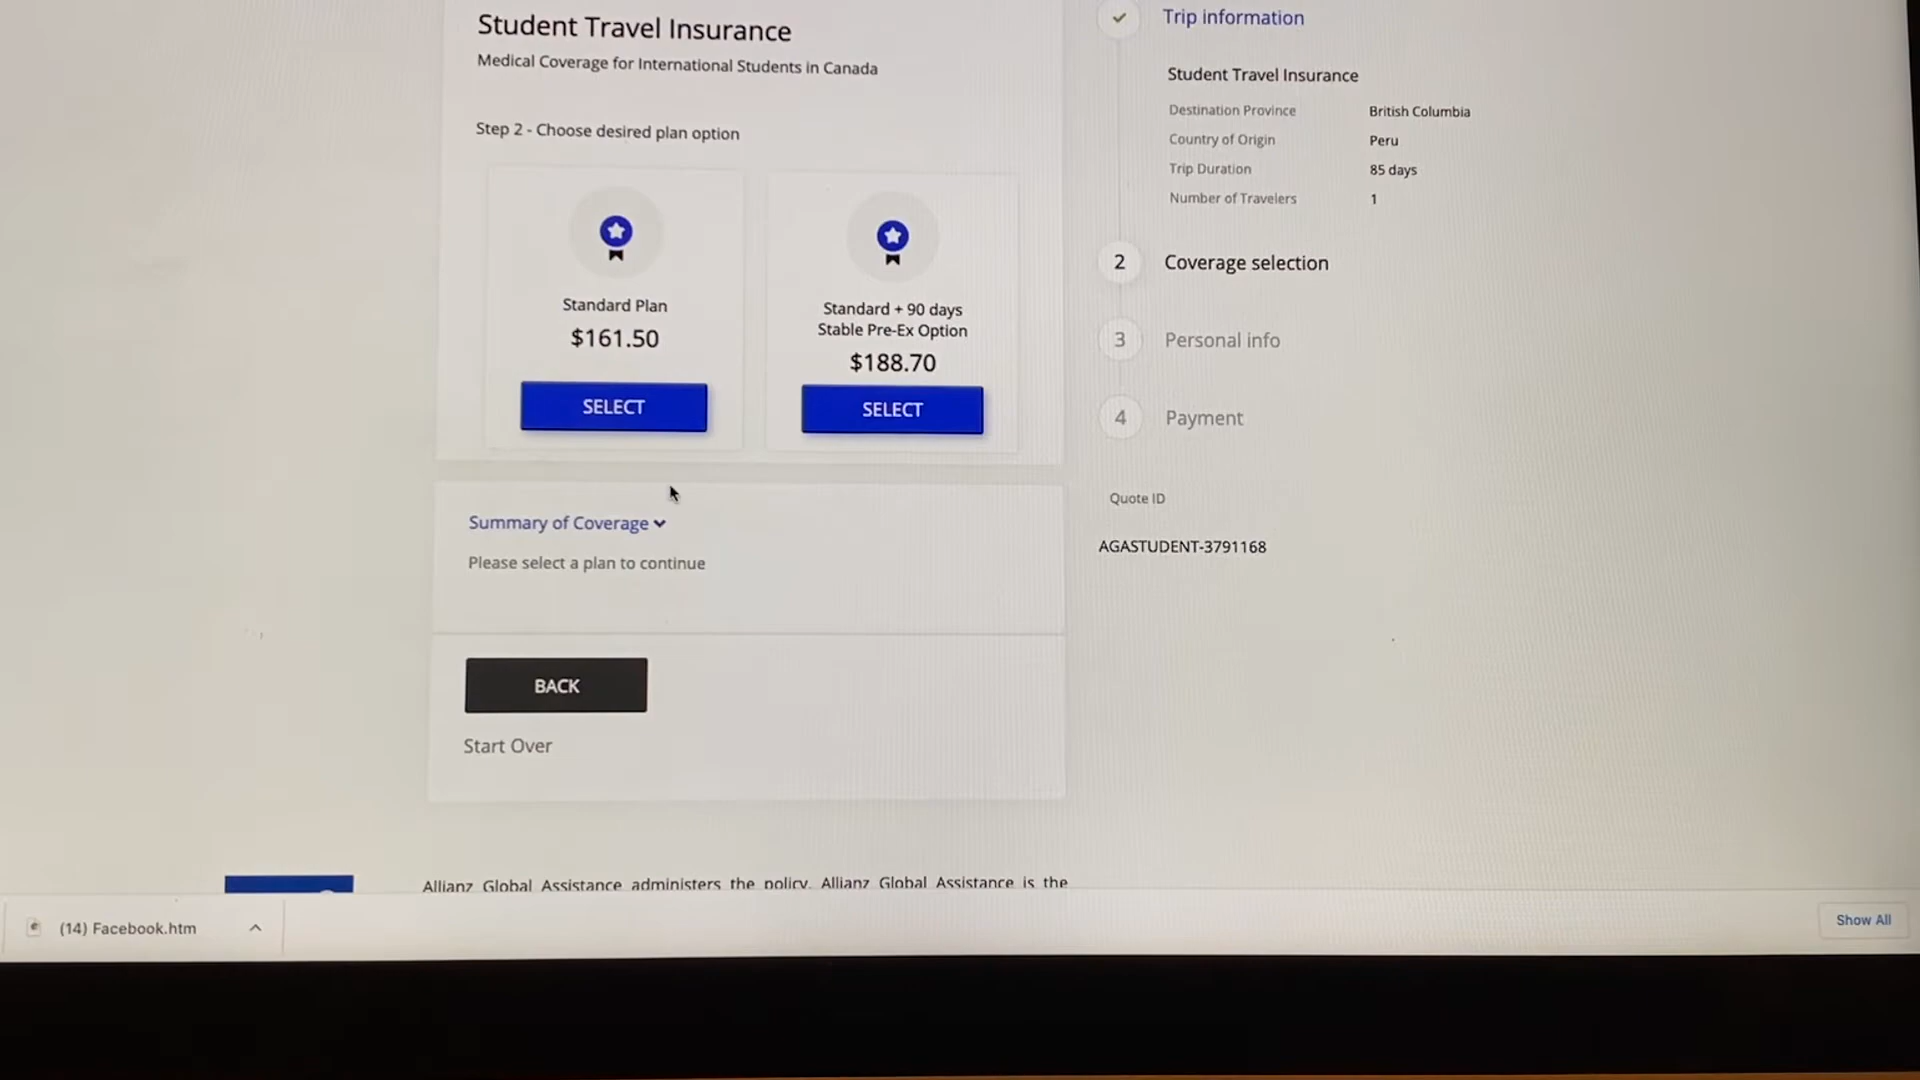 Student Travel Insurance
Medical Coverage for International Students in Canada
Step 2 - Choose desired plan option
Standard Plan
$161.50
SELECT
Standard + 90 days
Stable Pre-Ex Option
$188.70
SELECT
Summary of Coverage
Please select a plan to continue
BACK
Start Over
Trip information
Student Travel Insurance
Destination Province British Columbia
Country of Origin Peru
Trip Duration 85 days
Number of Travelers 1
2 Coverage selection
3 Personal info
4 Payment
Quote ID
AGASTUDENT-3791168
Allianz Global Assistance administers the policy. Allianz Global Assistance is the
(14) Facebook.htm
Show All